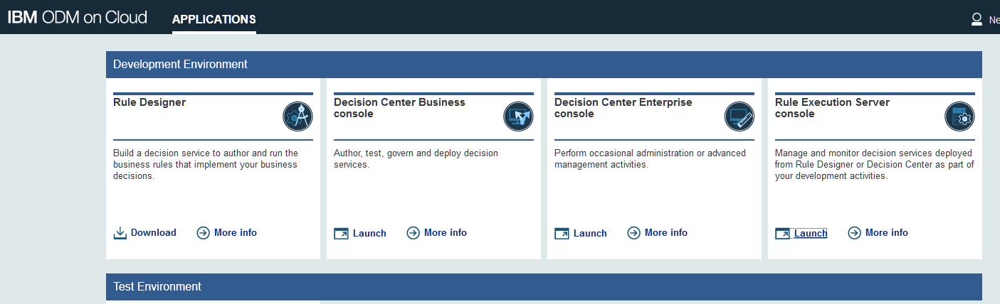 IBM ODM on Cloud
APPLICATIONS
Ne
Development Environment
Rule Designer
Build a decision service to author and run the
business rules that implement your business
decisions.
Download
More info
Decision Center Business
console
Author, test, govern and deploy decision
services.
Launch
More info
Decision Center Enterprise
console
Perform occasional administration or advanced
management activities.
Launch
More info
Rule Execution Server
console
Manage and monitor decision services deployed
from Rule Designer or Decision Center as part of
your development activities.
Launch
More info
Test Environment